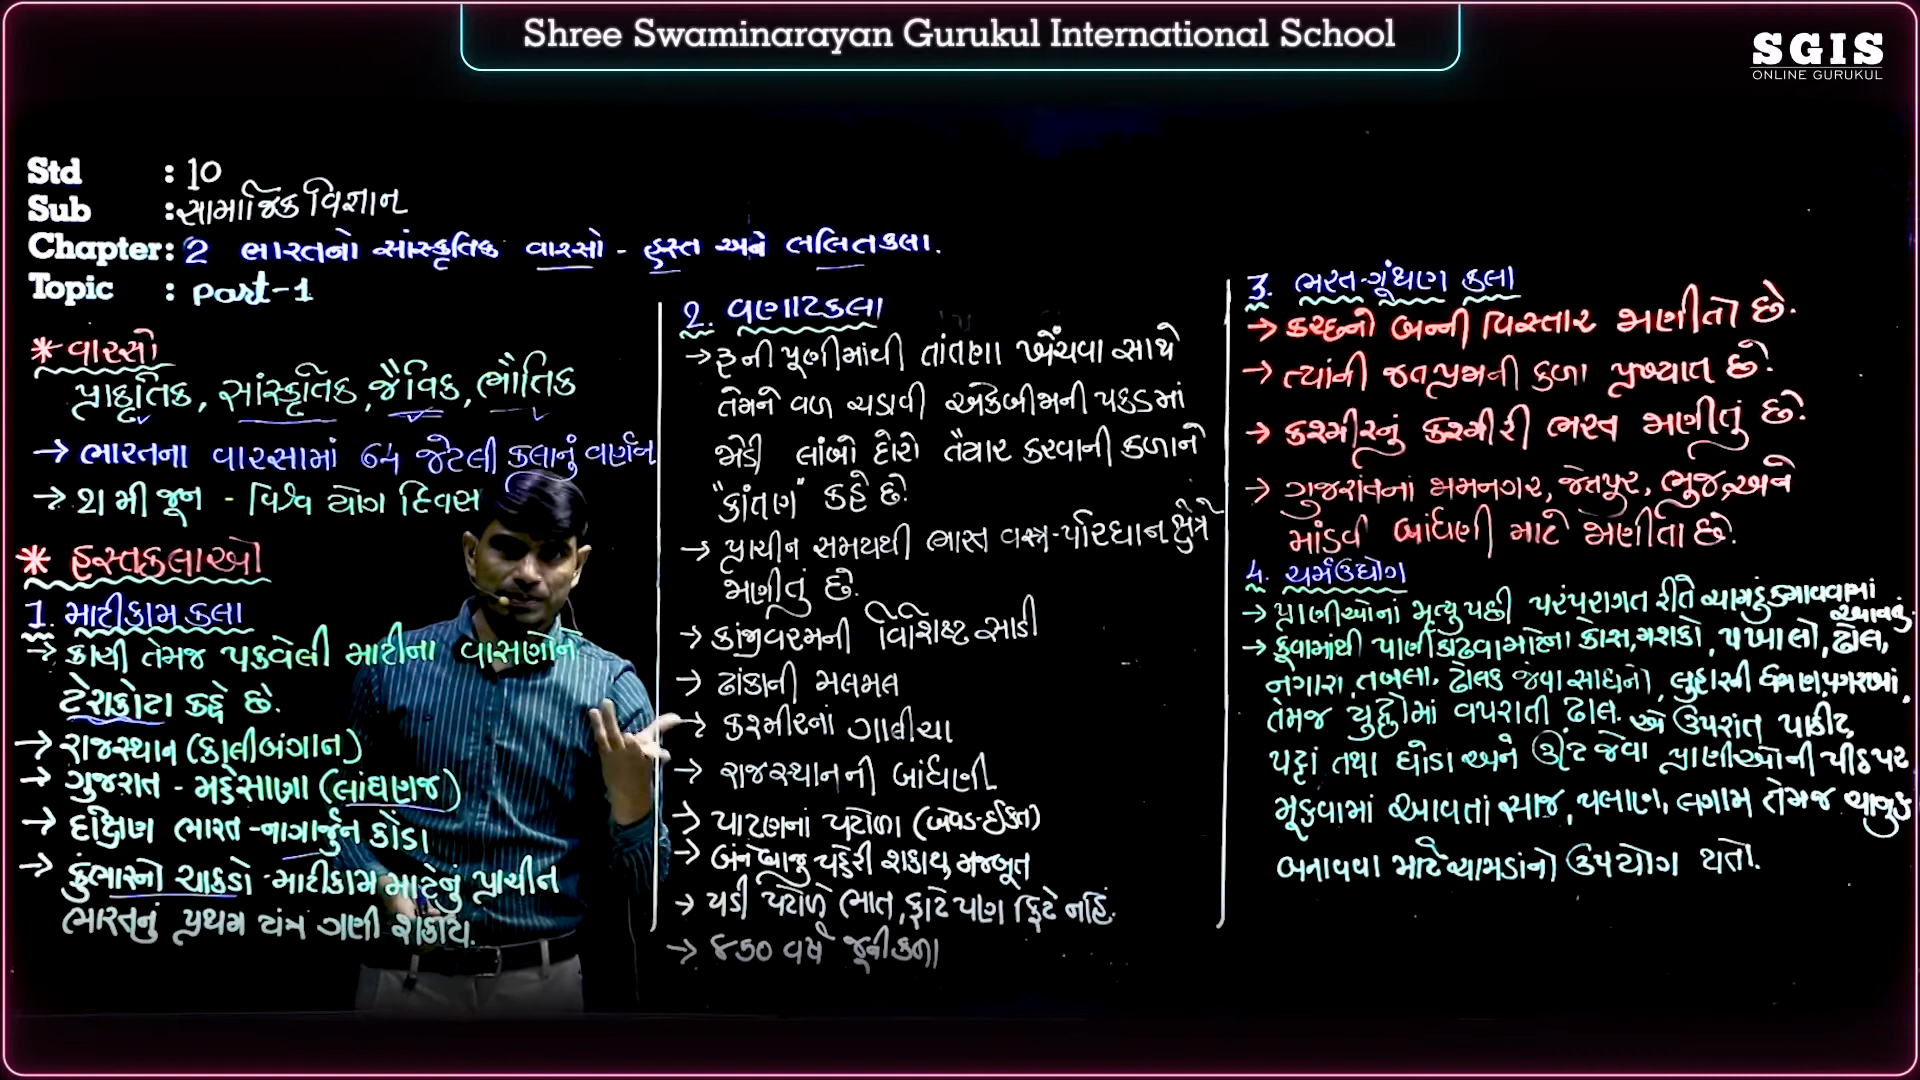 Shree Swaminarayan Gurukul International School
SGIS
ONLINE GURUKUL
Std : 10
Sub : સામાજિક વિજ્ઞાન
Chapter: 2 ભારતનો સાંસ્કૃતિક વારસો - હસ્ત અને લલિતકલા.
Topic : Part-1
* વારસો
પ્રાકૃતિક, સાંસ્કૃતિક, જૈવિક, ભૌતિક
→ ભારતના વારસામાં 64 જેટલી કલાનું વર્ણન
→ 21 મી જૂન - વિશ્વ યોગ દિવસ
* હસ્તકલાઓ
1. માટીકામ કલા
→ કાચી તેમજ પકવેલી માટીના વાસણોને
ટેરાકોટા કહે છે.
→ રાજસ્થાન (કાલીબંગાન)
→ ગુજરાત - મહેસાણા (લાંઘણજ)
→ દક્ષિણ ભારત - નાગાર્જુન કોંડા
→ કુંભારનો ચાકડો - માટીકામ માટેનું પ્રાચીન
ભારતનું પ્રથમ યંત્ર ગણી શકાય.
2. વણાટકલા
→ રૂની પૂણીમાંથી તાંતણા ખેંચવા સાથે
તેમને વળ ચડાવી એકબીજાની પકડમાં
જોડી લાંબો દોરો તૈયાર કરવાની કળાને
"કાંતણ" કહે છે.
→ પ્રાચીન સમયથી ભારત વસ્ત્ર-પરિધાન ક્ષેત્રે
જાણીતું છે.
→ કાંજીવરમની વિશિષ્ટ સાડી
→ ઢાંકાની મલમલ
→ કશ્મીરના ગાલીચા
→ રાજસ્થાનની બાંધણી
→ પાટણનાં પટોળા (બેવડ-ઈકત)
→ બંને બાજુ પહેરી શકાય, મજબૂત
→ પડી પટોળે ભાત, ફાટે પણ ફિટે નહિ.
→ 850 વર્ષ જૂની કળા
3. ભરત-ગૂંથણ કલા
→ કચ્છનો બન્ની વિસ્તાર જાણીતો છે.
→ ત્યાંની જતપ્રજાની કળા પ્રખ્યાત છે.
→ કશ્મીરનું કશ્મીરી ભરત જાણીતું છે.
→ ગુજરાતનાં જામનગર, જેતપુર, ભુજ અને
માંડવી બાંધણી માટે જાણીતા છે.
4. ચર્મઉદ્યોગ
→ પ્રાણીઓનાં મૃત્યુ પછી પરંપરાગત રીતે ચામડું કમાવવામાં
આવતું
→ કૂવામાંથી પાણી કાઢવા માટેના કોસ, મશકો, પખાલો, ઢોલ,
નગારા, તબલા, ઢોલક જેવા સાધનો, લુહારની ધમણ, પગરખાં,
તેમજ યુદ્ધોમાં વપરાતી ઢાલ. એ ઉપરાંત પાકીટ,
પટ્ટાં તથા ઘોડા અને ઊંટ જેવા પ્રાણીઓની પીઠ પર
મૂકવામાં આવતાં સાજ, પલાણ, લગામ તેમજ ચાબુક
બનાવવા માટે ચામડાંનો ઉપયોગ થતો.